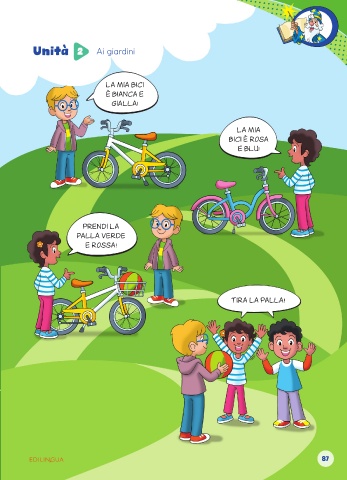 Unità 2 Ai giardini
LA MIA BICI
È BIANCA E
GIALLA!
LA MIA
BICI È ROSA
E BLU!
PRENDI LA
PALLA VERDE
E ROSSA!
TIRA LA PALLA!
EDILINGUA
87